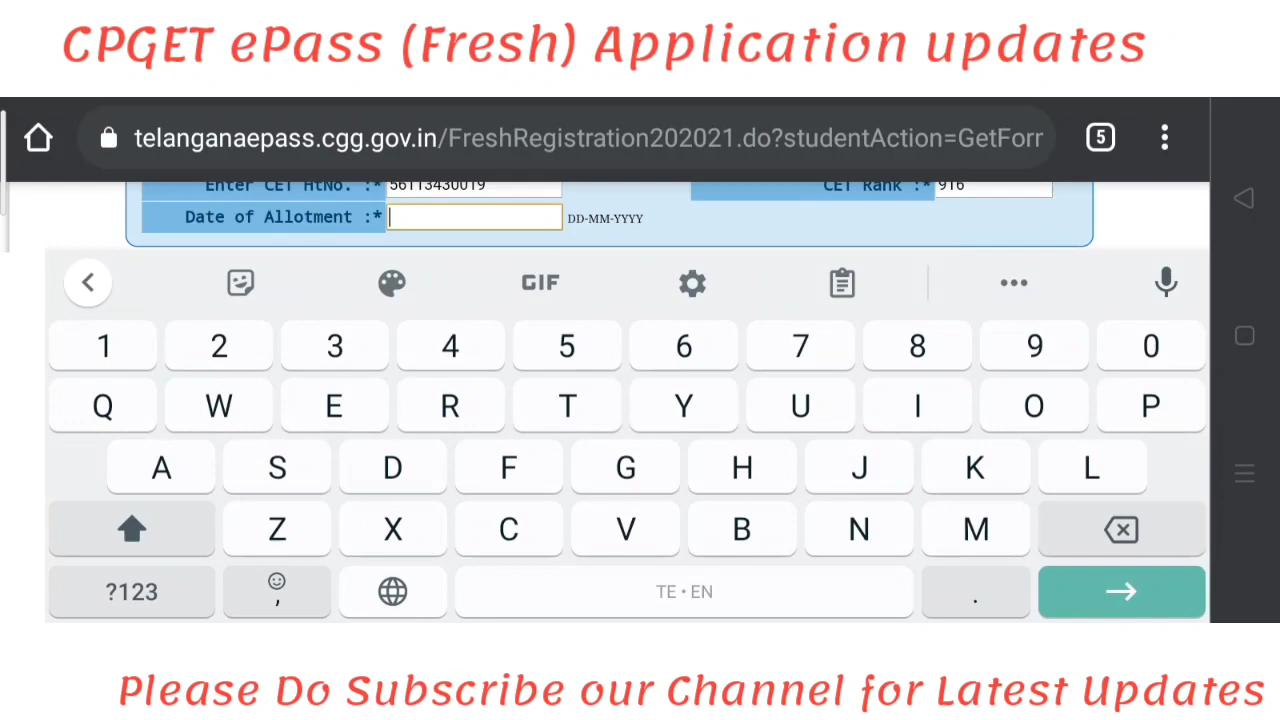 CPGET ePass (Fresh) Application updates
telanganaepass.cgg.gov.in/FreshRegistration202021.do?studentAction=GetForm
5
Enter CET HtNo. :* 56113430019 CET Rank :* 916
Date of Allotment :* DD-MM-YYYY
GIF
1 2 3 4 5 6 7 8 9 0
Q W E R T Y U I O P
A S D F G H J K L
Z X C V B N M
?123 , TE • EN .
Please Do Subscribe our Channel for Latest Updates